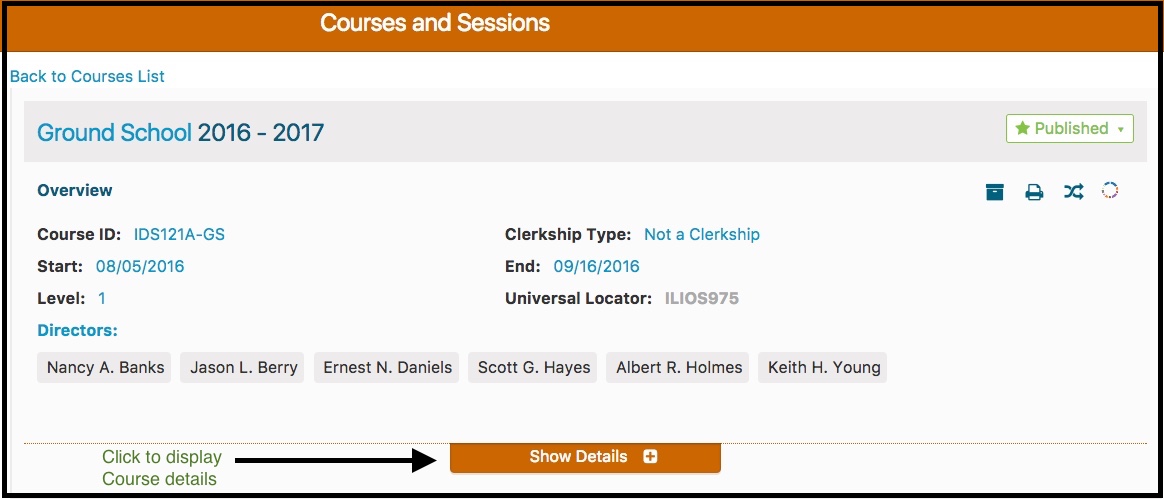 Courses and Sessions
Back to Courses List
Ground School 2016 - 2017
Published
Overview
Course ID: IDS121A-GS
Clerkship Type: Not a Clerkship
Start: 08/05/2016
End: 09/16/2016
Level: 1
Universal Locator: ILIOS975
Directors:
Nancy A. Banks Jason L. Berry Ernest N. Daniels Scott G. Hayes Albert R. Holmes Keith H. Young
Click to display
Course details
Show Details